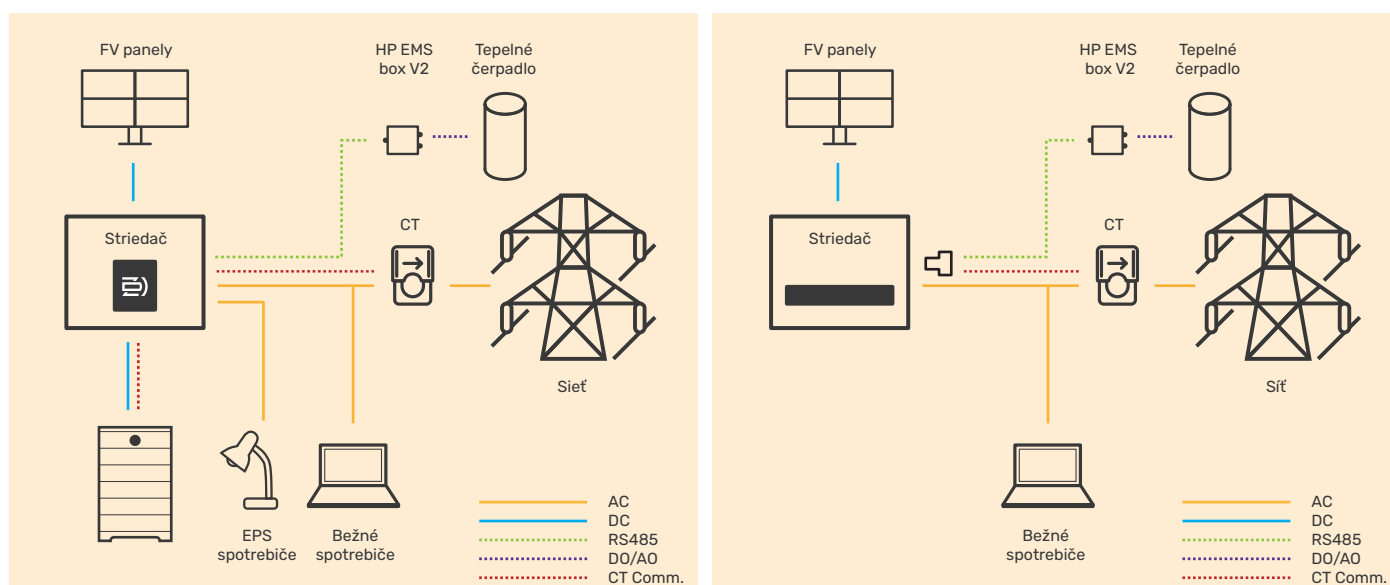 FV panely
HP EMS
box V2
Tepelné
čerpadlo
Striedač
CT
Sieť
EPS
spotrebiče
Bežné
spotrebiče
AC
DC
RS485
DO/AO
CT Comm.
FV panely
HP EMS
box V2
Tepelné
čerpadlo
Striedač
CT
Síť
Bežné
spotrebiče
AC
DC
RS485
DO/AO
CT Comm.